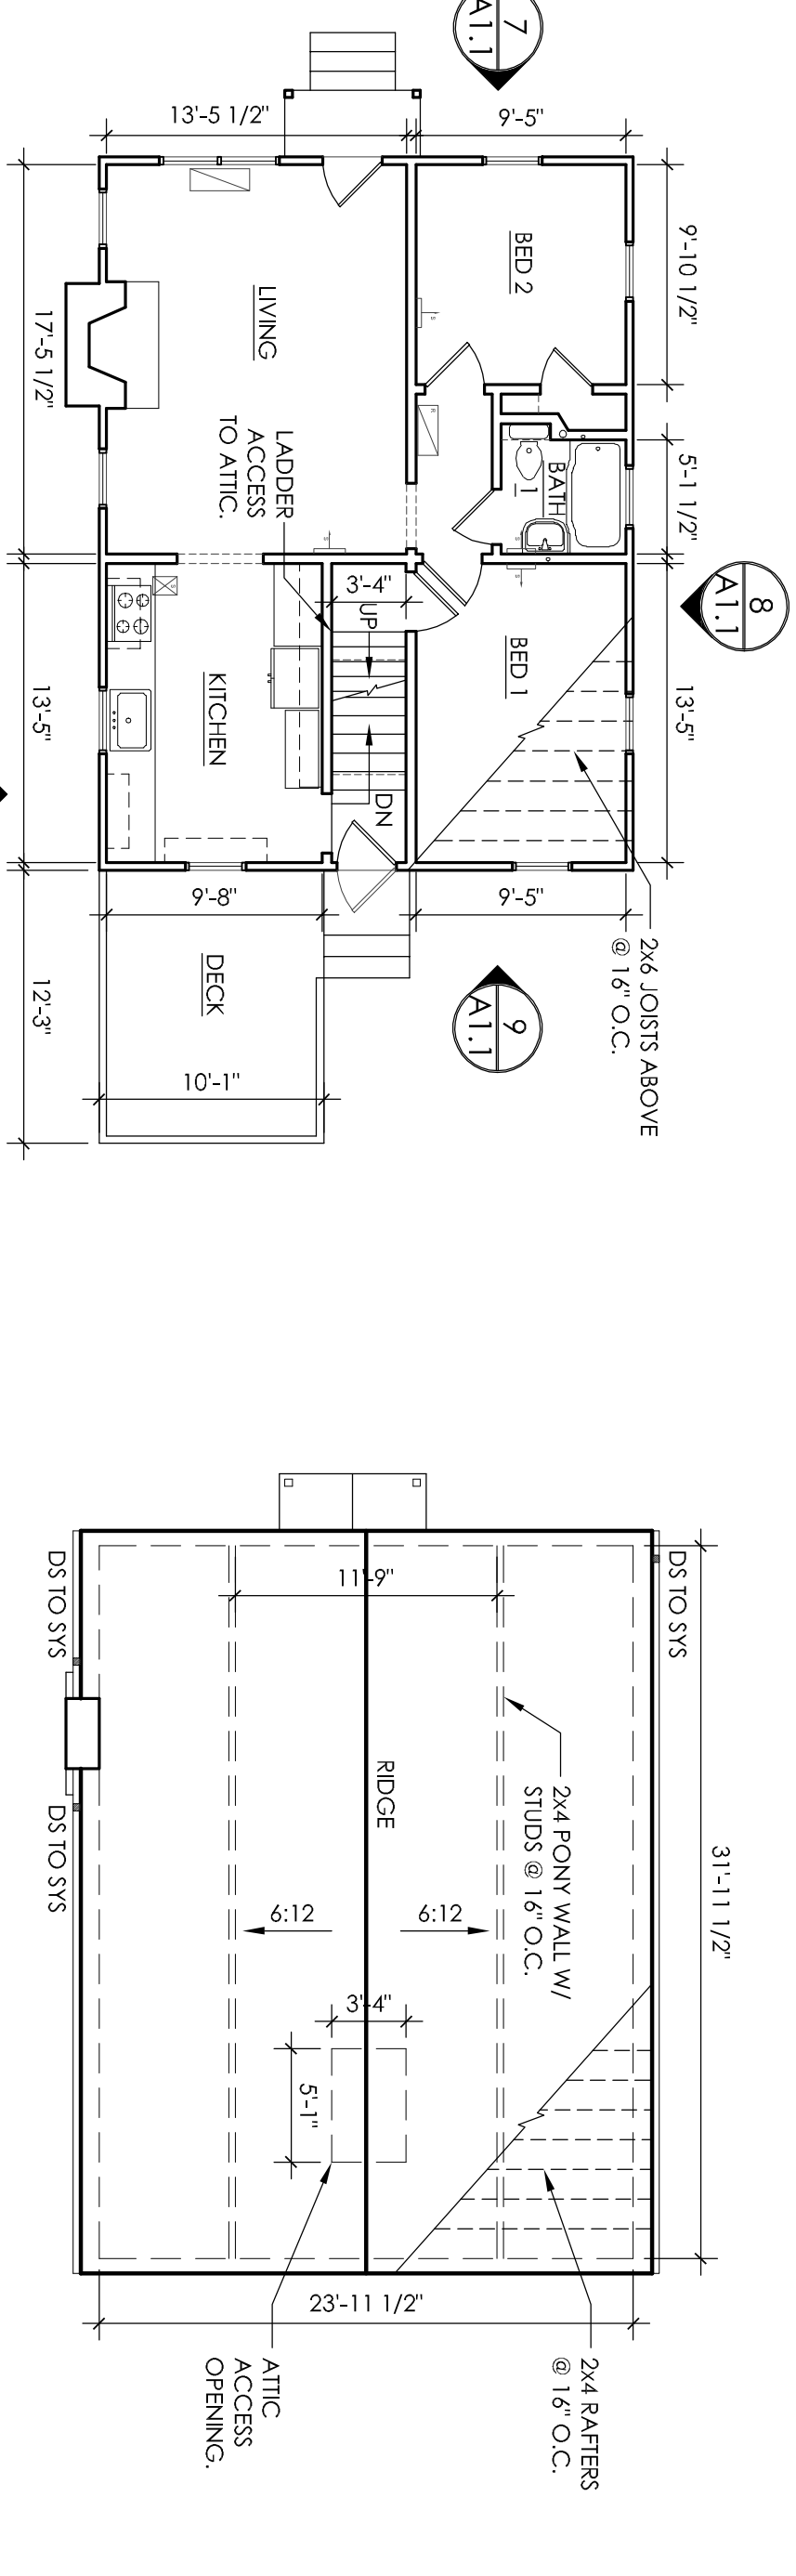 7
A1.1
13'-5 1/2"
9'-5"
9'-10 1/2"
BED 2
LIVING
17'-5 1/2"
LADDER
ACCESS
TO ATTIC.
R
S
S
S
S
BATH
1
5'-1 1/2"
8
A1.1
3'-4"
UP
BED 1
13'-5"
KITCHEN
13'-5"
DN
9'-8"
9'-5"
2x6 JOISTS ABOVE
@ 16" O.C.
DECK
9
A1.1
12'-3"
10'-1"
DS TO SYS
DS TO SYS
11'-9"
RIDGE
2x4 PONY WALL W/
STUDS @ 16" O.C.
31'-11 1/2"
DS TO SYS
6:12
6:12
3'-4"
5'-1"
23'-11 1/2"
ATTIC
ACCESS
OPENING.
2x4 RAFTERS
@ 16" O.C.